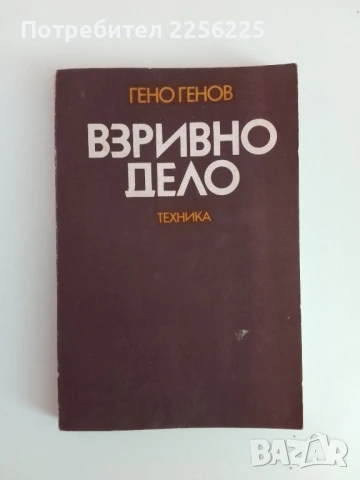 Потребител 2256225
ГЕНО ГЕНОВ
ВЗРИВНО
ДЕЛО
ТЕХНИКА
BAZAR